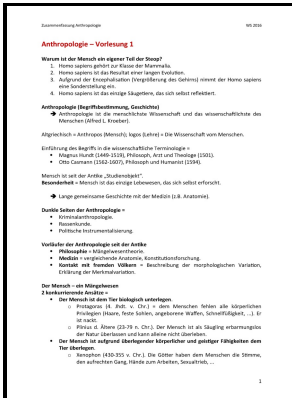 Zusammenfassung Anthropologie WS 2016
Anthropologie – Vorlesung 1
Warum ist der Mensch ein eigener Teil der Stoop?
1. Homo sapiens gehört zur Klasse der Mammalia.
2. Homo sapiens ist das Resultat einer langen Evolution.
3. Aufgrund der Encephalisation (Vergrößerung des Gehirns) nimmt der Homo sapiens
eine Sonderstellung ein.
4. Homo sapiens ist das einzige Säugetiere, das sich selbst reflektiert.
Anthropologie (Begriffsbestimmung, Geschichte)
➔ Anthropologie ist die menschlichste Wissenschaft und das wissenschaftlichste des
Menschen (Alfred L. Kroeber).
Altgriechisch = Anthropos (Mensch); logos (Lehre) = Die Wissenschaft vom Menschen.
Einführung des Begriffs in die wissenschaftliche Terminologie =
• Magnus Hundt (1449-1519), Philosoph, Arzt und Theologe (1501).
• Otto Casmann (1562-1607), Philosoph und Humanist (1594).
Mensch ist seit der Antike „Studienobjekt“.
Besonderheit = Mensch ist das einzige Lebewesen, das sich selbst erforscht.
➔ Lange gemeinsame Geschichte mit der Medizin (z.B. Anatomie).
Dunkle Seiten der Anthropologie =
• Kriminalanthropologie.
• Rassenkunde.
• Politische Instrumentalisierung.
Vorläufer der Anthropologie seit der Antike
• Philosophie = Mängelwesentheorie.
• Medizin = vergleichende Anatomie, Konstitutionsforschung.
• Kontakt mit fremden Völkern = Beschreibung der morphologischen Variation,
Erklärung der Merkmalvariation.
Der Mensch – ein Mängelwesen
2 konkurrierende Ansätze =
• Der Mensch ist dem Tier biologisch unterlegen.
o Protagoras (4. Jhdt. v. Chr.) = dem Menschen fehlen alle körperlichen
Privilegien (Haare, feste Sohlen, angeborene Waffen, Schnellfüßigkeit, …). Er
ist nackt.
o Plinius d. Ältere (23-79 n. Chr.). Der Mensch ist als Säugling erbarmungslos
der Natur überlassen und kann alleine nicht überleben.
• Der Mensch ist aufgrund überlegender körperlicher und geistiger Fähigkeiten dem
Tier überlegen.
o Xenophon (430-355 v. Chr.). Die Götter haben dem Menschen die Stimme,
den aufrechten Gang, Hände zum Arbeiten, Sexualtrieb, …
1